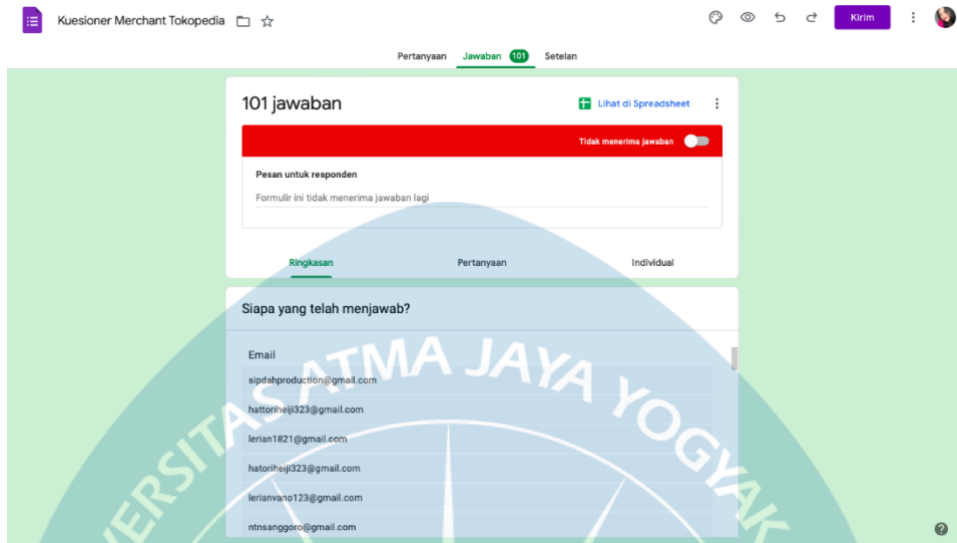 Kuesioner Merchant Tokopedia
Kirim
Pertanyaan Jawaban 101 Setelan
101 jawaban
Lihat di Spreadsheet
Tidak menerima jawaban
Pesan untuk responden
Formulir ini tidak menerima jawaban lagi
Ringkasan Pertanyaan Individual
Siapa yang telah menjawab?
Email
sipdahproduction@gmail.com
hattoriheiji323@gmail.com
lerian1821@gmail.com
hatoriheiji323@gmail.com
lerianvano123@gmail.com
ntnsanggoro@gmail.com
VERSITAS ATMA JAYA YOGYAK